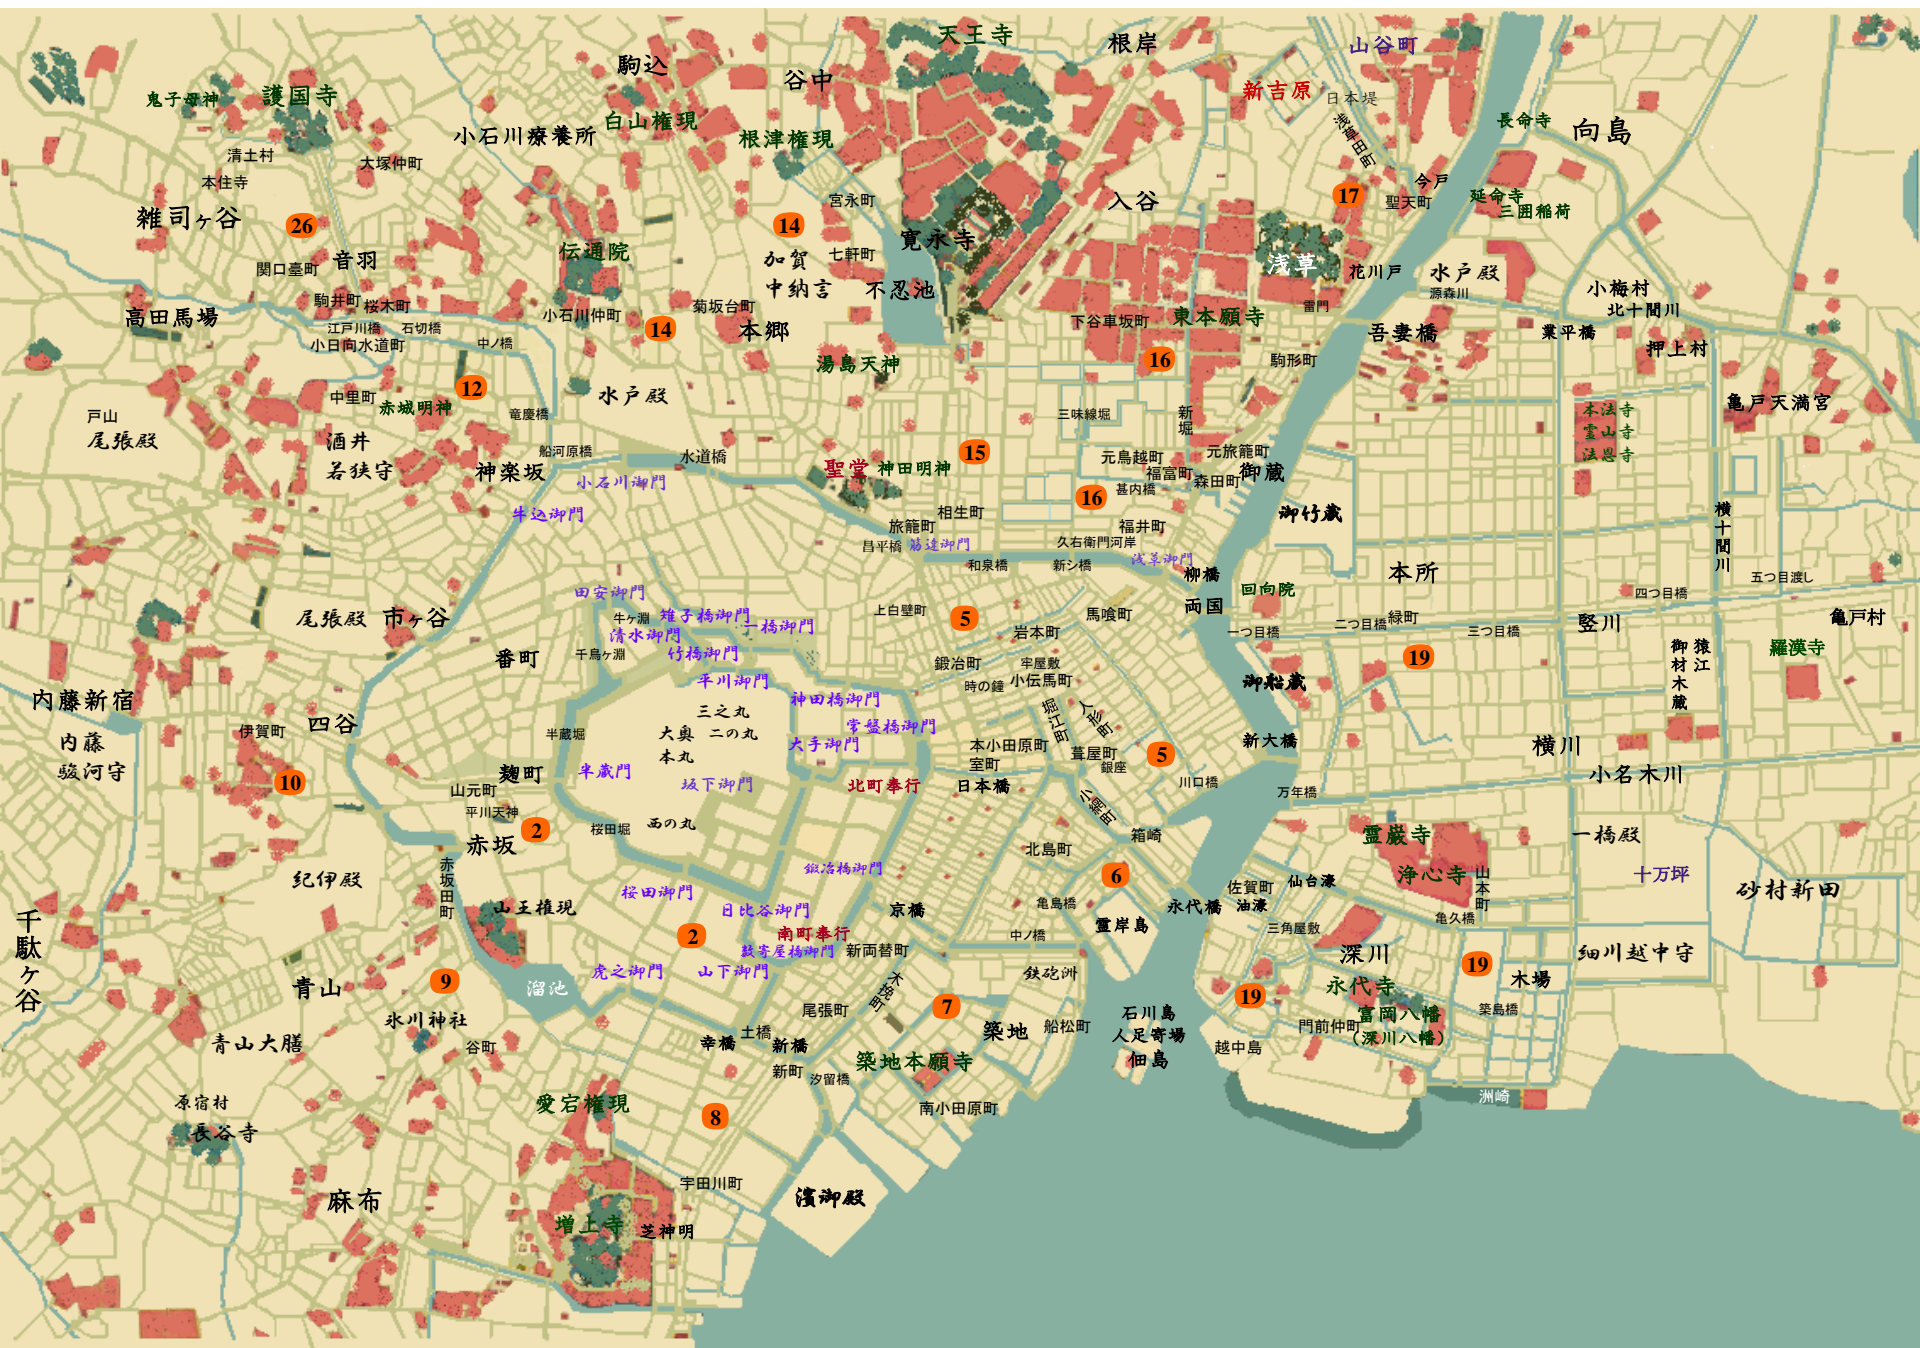 天王寺
根岸
山谷町
駒込
谷中
新吉原
日本堤
鬼子母神
護国寺
白山権現
根津権現
浅草田町
長命寺
向島
小石川療養所
清土村
大塚仲町
本住寺
宮永町
入谷
今戸
聖天町
17
延命寺
三囲稲荷
雑司ヶ谷
26
14
音羽
伝通院
加賀
中納言
七軒町
寛永寺
浅草
花川戸
水戸殿
源森川
関口臺町
不忍池
小梅村
北十間川
駒井町
桜木町
菊坂台町
雷門
高田馬場
江戸川橋
石切橋
小石川仲町
14
本郷
下谷車坂町
東本願寺
吾妻橋
業平橋
押上村
小日向水道町
中ノ橋
湯島天神
16
駒形町
12
中里町
赤城明神
水戸殿
竜慶橋
三味線堀
新堀
本法寺
霊山寺
法恩寺
亀戸天満宮
戸山
尾張殿
酒井
若狭守
神楽坂
船河原橋
水道橋
15
聖堂
神田明神
元鳥越町
元旅籠町
福富町
森田町
御蔵
小石川御門
16
甚内橋
牛込御門
相生町
旅籠町
福井町
御竹蔵
横十間川
昌平橋
筋違御門
久右衛門町河岸
浅草御門
和泉橋
新シ橋
柳橋
本所
五つ目渡し
田安御門
回向院
四つ目橋
両国
尾張殿
市ヶ谷
牛ヶ淵
雉子橋御門
一橋御門
清水御門
上白壁町
5
馬喰町
岩本町
一つ目橋
二つ目橋
緑町
三つ目橋
竪川
亀戸村
番町
千鳥ヶ淵
竹橋御門
19
猿江
御材木蔵
羅漢寺
鍛冶町
牢屋敷
時の鐘
小伝馬町
御船蔵
平川御門
内藤新宿
神田橋御門
三之丸
堀江町
人形町
四谷
伊賀町
半蔵堀
大奥
二の丸
常盤橋御門
大手御門
本小田原町
葺屋町
5
新大橋
横川
内藤
駿河守
本丸
室町
銀座
半蔵門
麹町
坂下御門
北町奉行
日本橋
川口橋
小名木川
10
山元町
万年橋
平川天神
小網町
2
桜田堀
西の丸
箱崎
赤坂
霊巌寺
一橋殿
北島町
赤坂田町
紀伊殿
鍛冶橋御門
6
浄心寺
山本町
十万坪
砂村新田
仙台濠
佐賀町
油濠
桜田御門
山王権現
日比谷御門
京橋
亀島橋
永代橋
霊岸島
亀久橋
三角屋敷
千駄ヶ谷
2
南町奉行
数寄屋橋御門
新両替町
中ノ橋
深川
細川越中守
虎之御門
山下御門
鉄砲洲
19
木場
9
青山
溜池
木挽町
永代寺
19
7
尾張町
石川島
人足寄場
佃島
富岡八幡
(深川八幡)
築島橋
門前仲町
氷川神社
築地
船松町
青山大膳
谷町
幸橋
土橋
新橋
越中島
築地本願寺
新町
汐留橋
洲崎
原宿村
長谷寺
愛宕権現
8
南小田原町
宇田川町
麻布
濱御殿
増上寺
芝神明